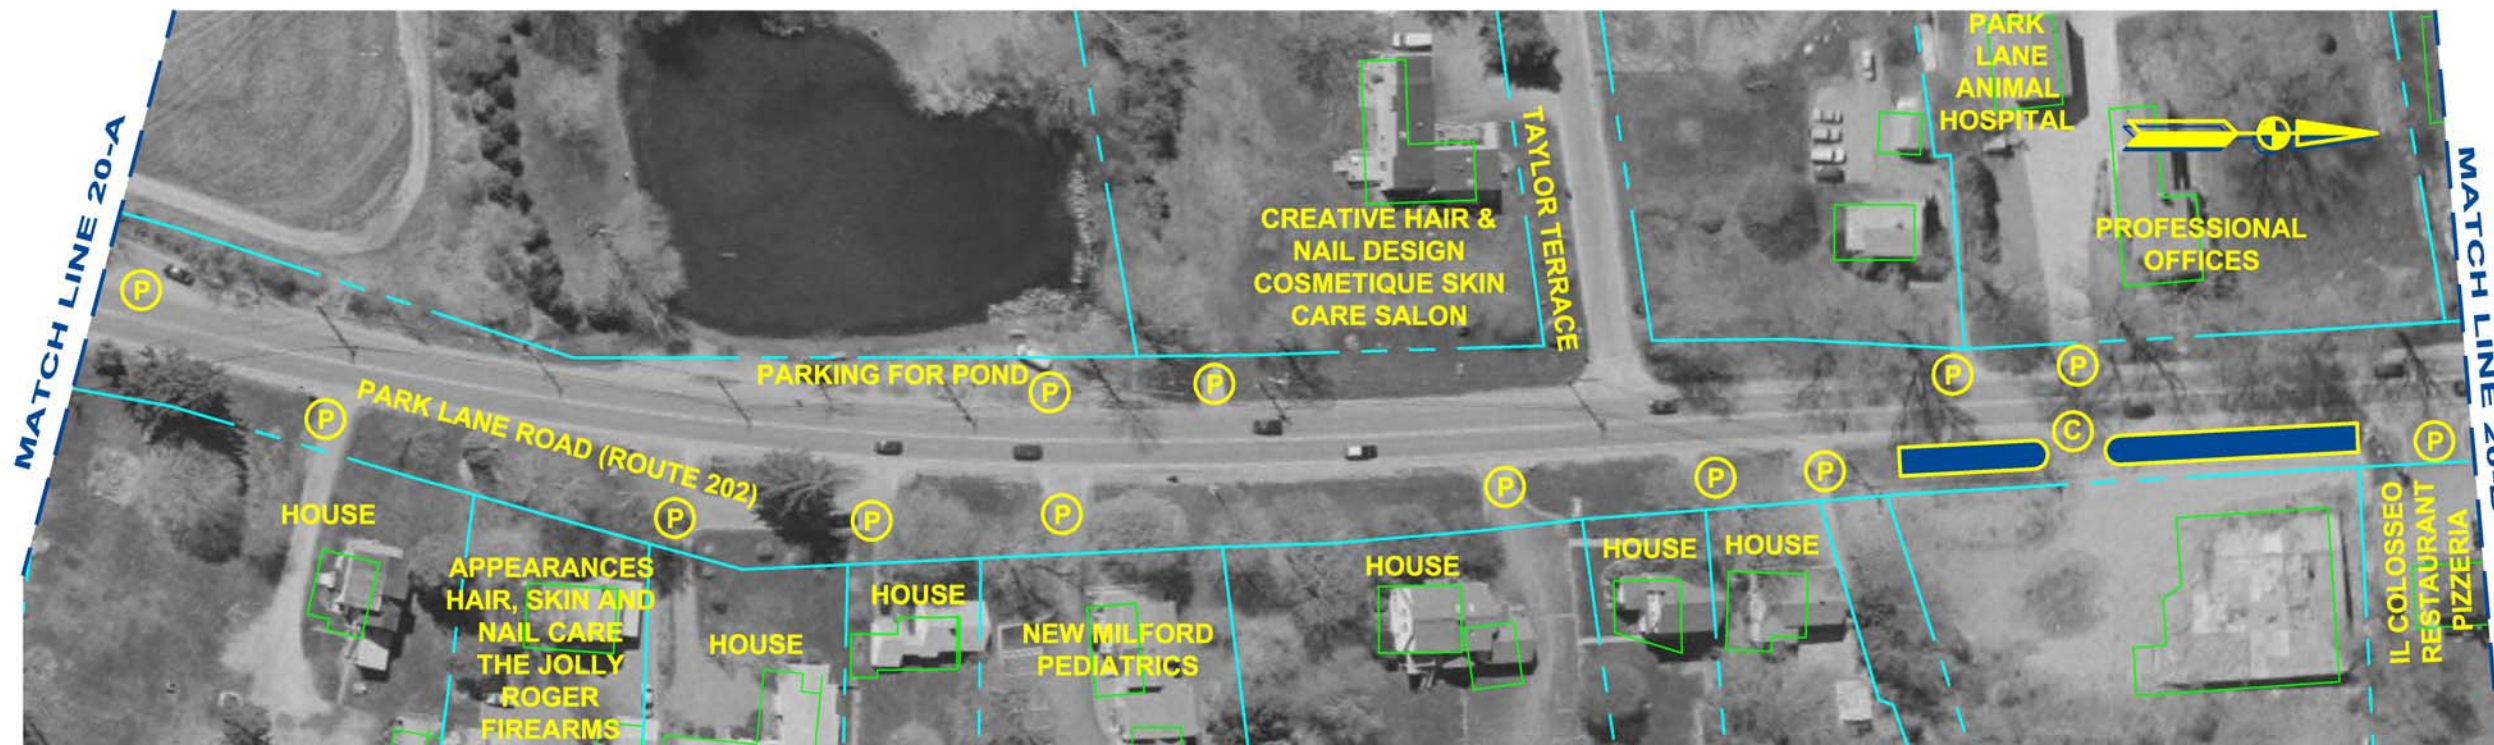 MATCH LINE 20-A
P
PARK
LANE
ANIMAL
HOSPITAL
TAYLOR TERRACE
CREATIVE HAIR &
NAIL DESIGN
COSMETIQUE SKIN
CARE SALON
PROFESSIONAL
OFFICES
PARKING FOR POND
P
P
P
P
P
PARK LANE ROAD (ROUTE 202)
C
P
P
P
P
P
P
P
P
HOUSE
APPEARANCES
HAIR, SKIN AND
NAIL CARE
THE JOLLY
ROGER
FIREARMS
HOUSE
HOUSE
NEW MILFORD
PEDIATRICS
HOUSE
HOUSE
HOUSE
IL COLOSSEO
RESTAURANT
PIZZERIA
MATCH LINE